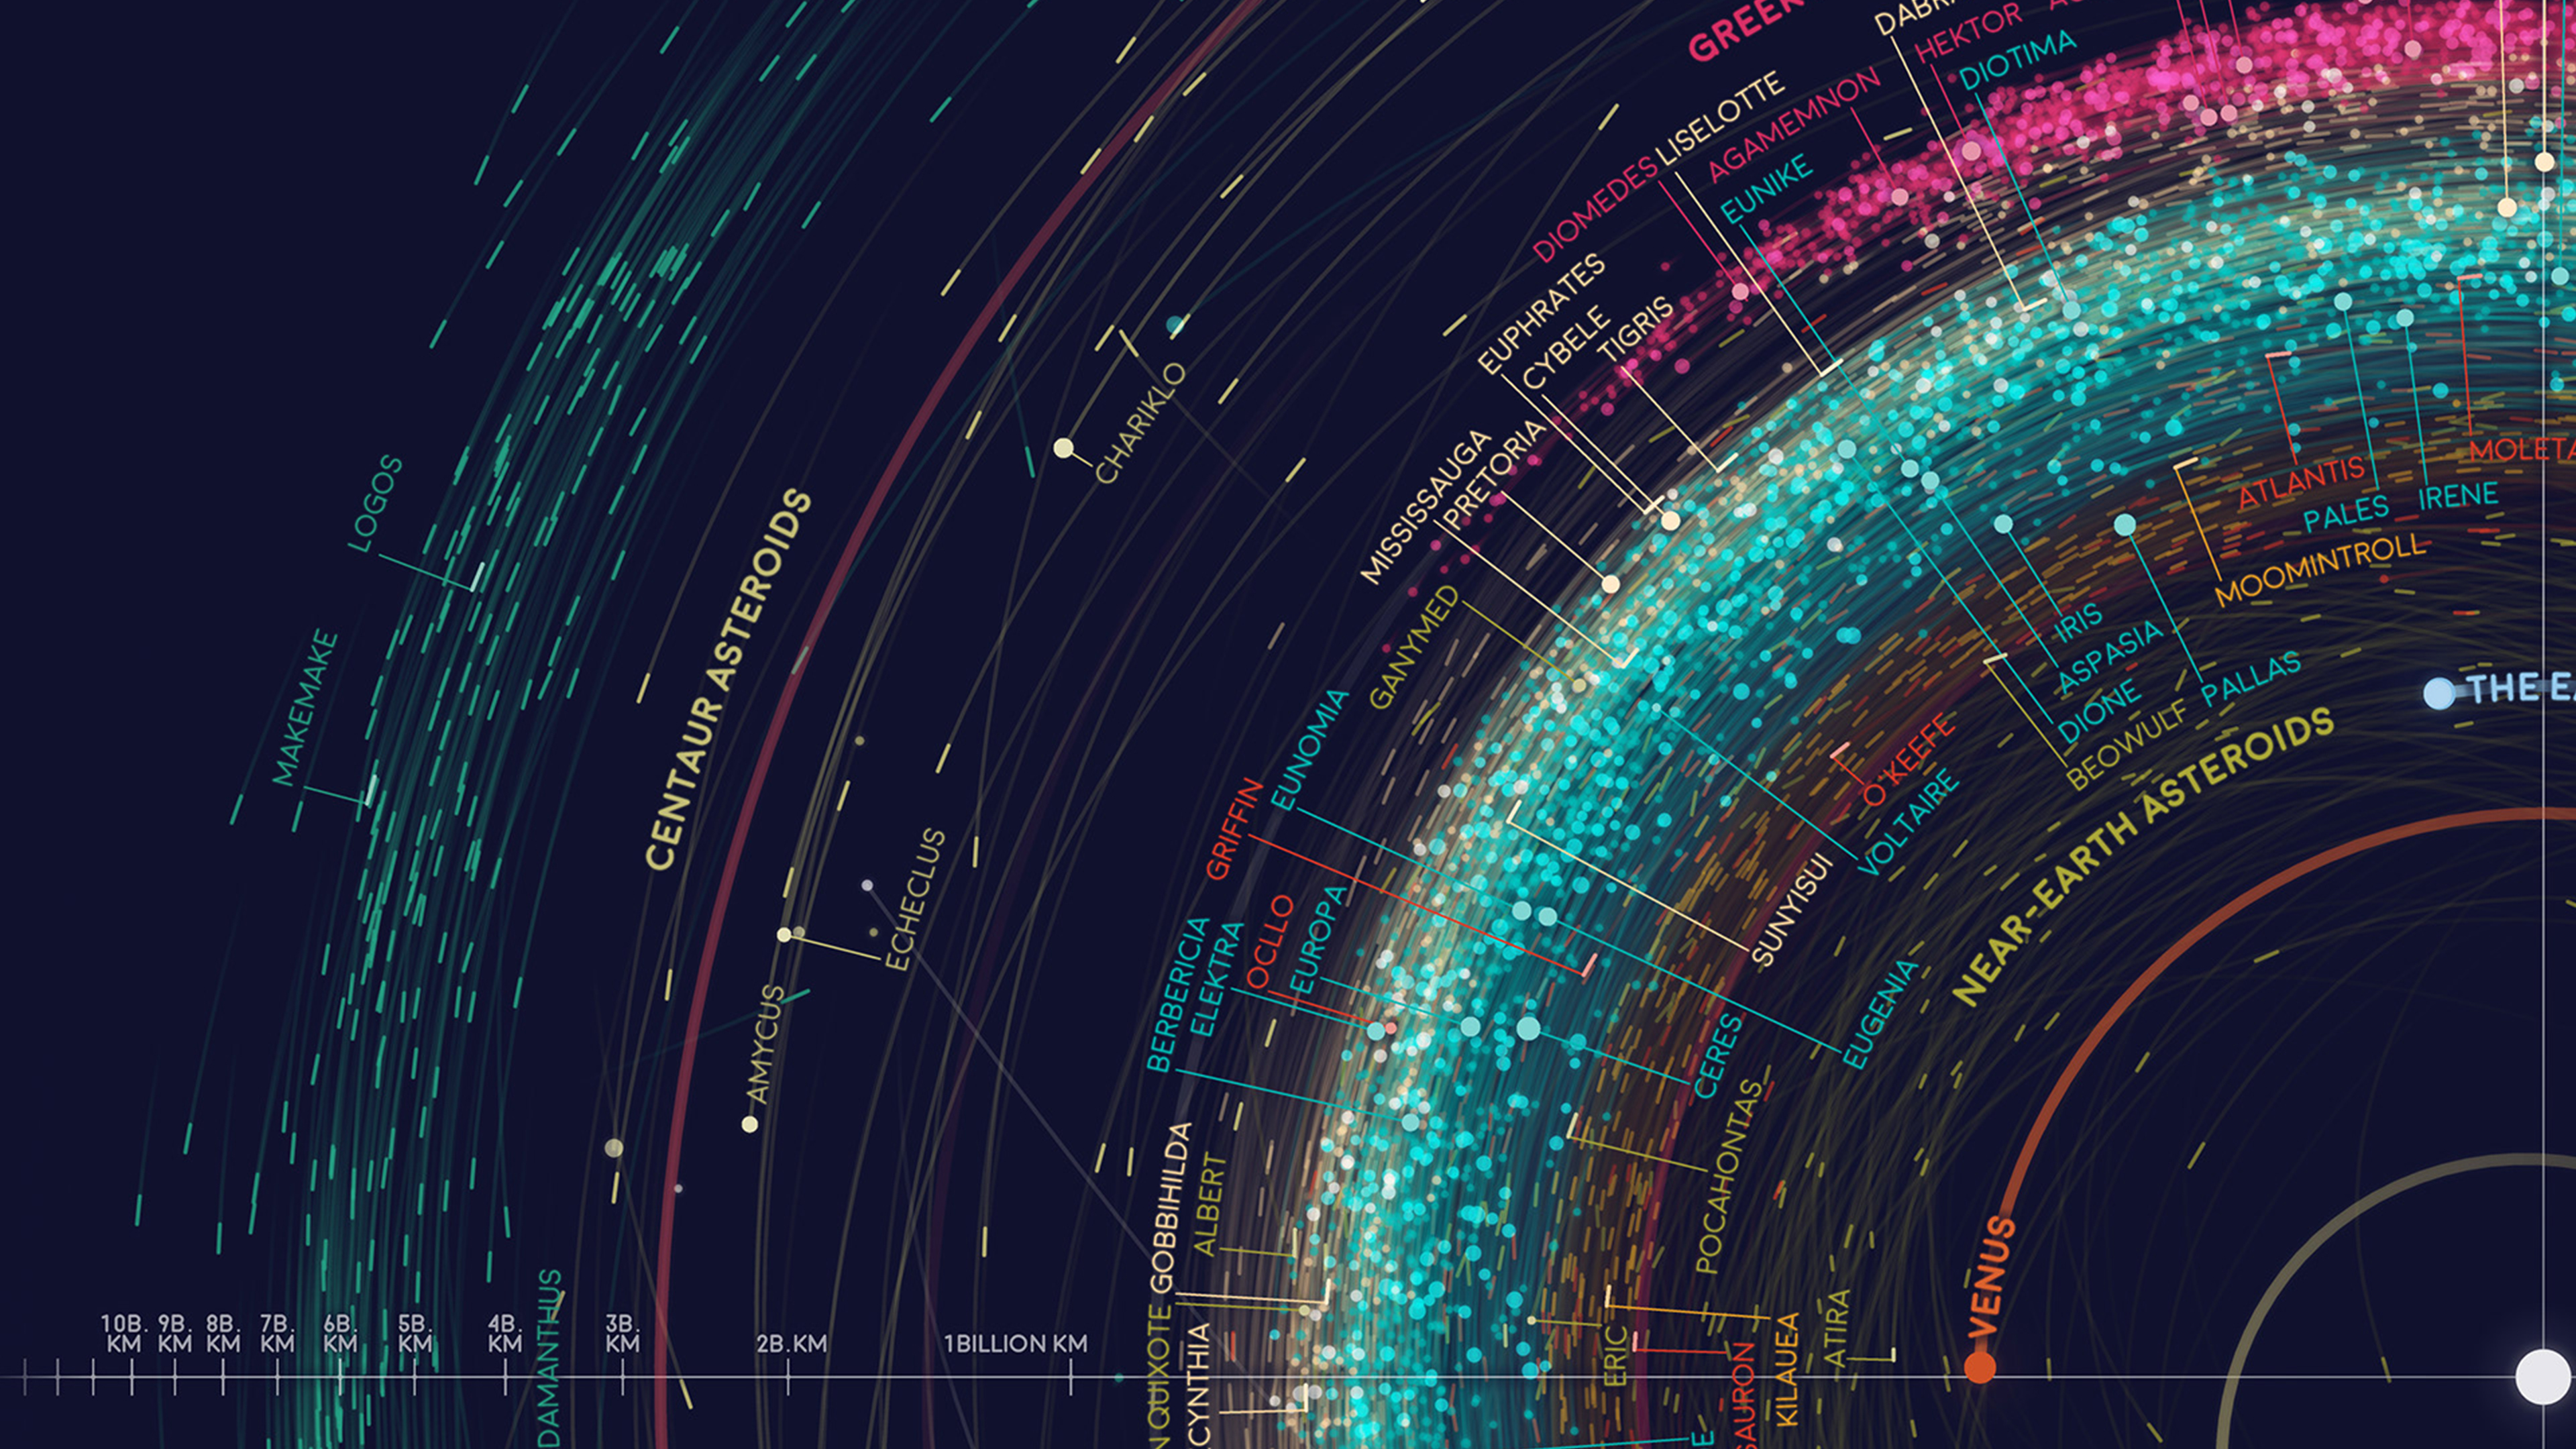 GREEK
HEKTOR
DIOTIMA
LISELOTTE
DIOMEDES
AGAMEMNON
EUNIKE
EUPHRATES
CYBELE
TIGRIS
MISSISSAUGA
PRETORIA
GANYMED
CHARIKLO
LOGOS
MAKEMAKE
CENTAUR ASTEROIDS
ECHECLUS
AMYCUS
ATLANTIS
PALES
IRENE
MOOMINTROLL
IRIS
ASPASIA
DIONE
PALLAS
BEOWULF
THE E
NEAR-EARTH ASTEROIDS
O'KEEFE
VOLTAIRE
SUNYISUI
EUNOMIA
GRIFFIN
OCLLO
EUROPA
BERBERICIA
ELEKTRA
CERES
EUGENIA
POCAHONTAS
GOBBIHILDA
ALBERT
QUIXOTE
CYNTHIA
ERIC
SAURON
KILAUEA
ATIRA
VENUS
DAMANTHUS
10B. KM
9B. KM
8B. KM
7B. KM
6B. KM
5B. KM
4B. KM
3B. KM
2B. KM
1 BILLION KM